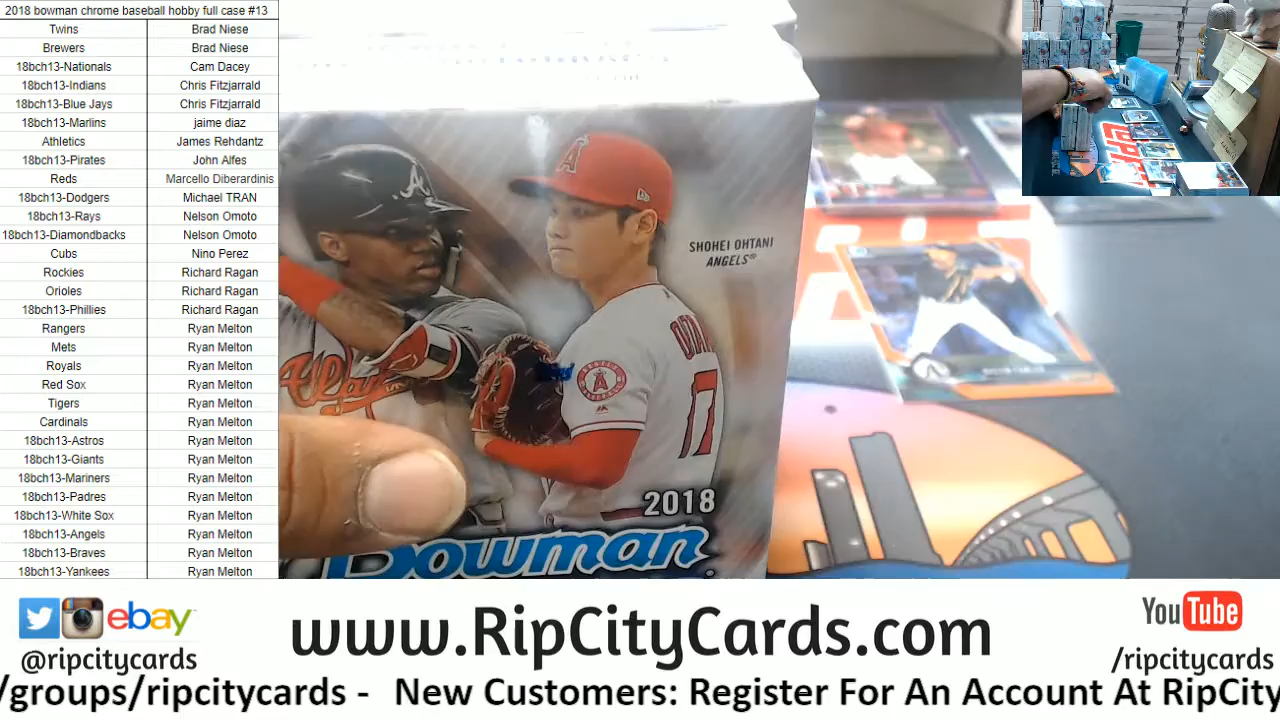 2018 bowman chrome baseball hobby full case #13
Twins Brad Niese
Brewers Brad Niese
18bch13-Nationals Cam Dacey
18bch13-Indians Chris Fitzjarrald
18bch13-Blue Jays Chris Fitzjarrald
18bch13-Marlins jaime diaz
Athletics James Rehdantz
18bch13-Pirates John Alfes
Reds Marcello Diberardinis
18bch13-Dodgers Michael TRAN
18bch13-Rays Nelson Omoto
18bch13-Diamondbacks Nelson Omoto
Cubs Nino Perez
Rockies Richard Ragan
Orioles Richard Ragan
18bch13-Phillies Richard Ragan
Rangers Ryan Melton
Mets Ryan Melton
Royals Ryan Melton
Red Sox Ryan Melton
Tigers Ryan Melton
Cardinals Ryan Melton
18bch13-Astros Ryan Melton
18bch13-Giants Ryan Melton
18bch13-Mariners Ryan Melton
18bch13-Padres Ryan Melton
18bch13-White Sox Ryan Melton
18bch13-Angels Ryan Melton
18bch13-Braves Ryan Melton
18bch13-Yankees Ryan Melton
SHOHEI OHTANI
ANGELS®
A
A
A
17
2018
Bowman
ebay™
@ripcitycards
www.RipCityCards.com
YouTube
/ripcitycards
/groups/ripcitycards - New Customers: Register For An Account At RipCity